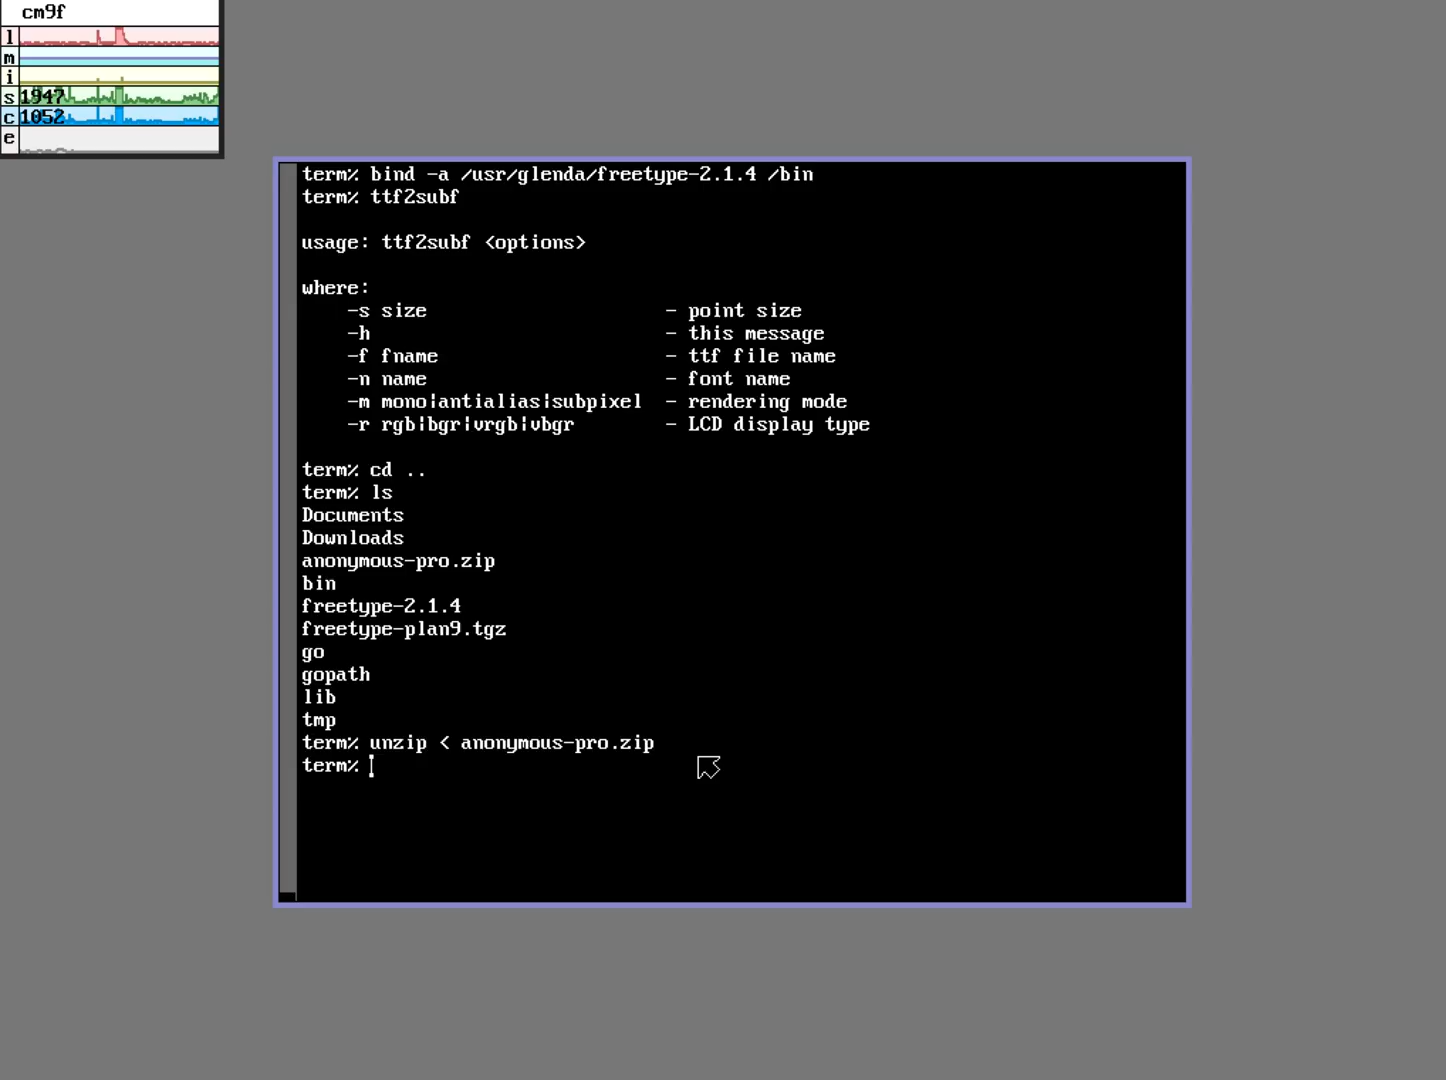 cm9f
l
m
i
s 1947
c 1052
e
term% bind -a /usr/glenda/freetype-2.1.4 /bin
term% ttf2subf
usage: ttf2subf <options>
where:
-s size - point size
-h - this message
-f fname - ttf file name
-n name - font name
-m mono|antialias|subpixel - rendering mode
-r rgb|bgr|vrgb|vbgr - LCD display type
term% cd ..
term% ls
Documents
Downloads
anonymous-pro.zip
bin
freetype-2.1.4
freetype-plan9.tgz
go
gopath
lib
tmp
term% unzip < anonymous-pro.zip
term%